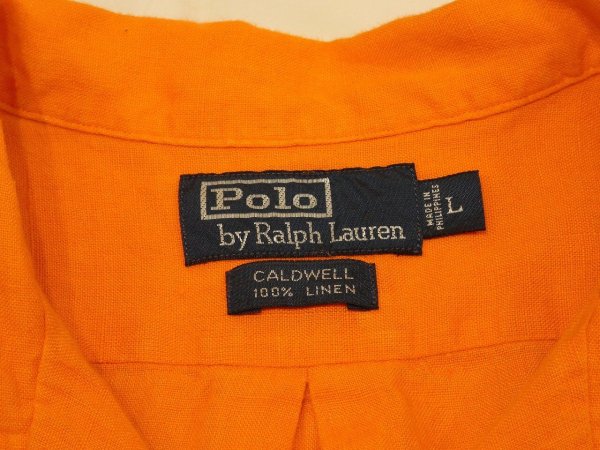 Polo
by Ralph Lauren
MADE IN
PHILIPPINES
L
CALDWELL
100% LINEN